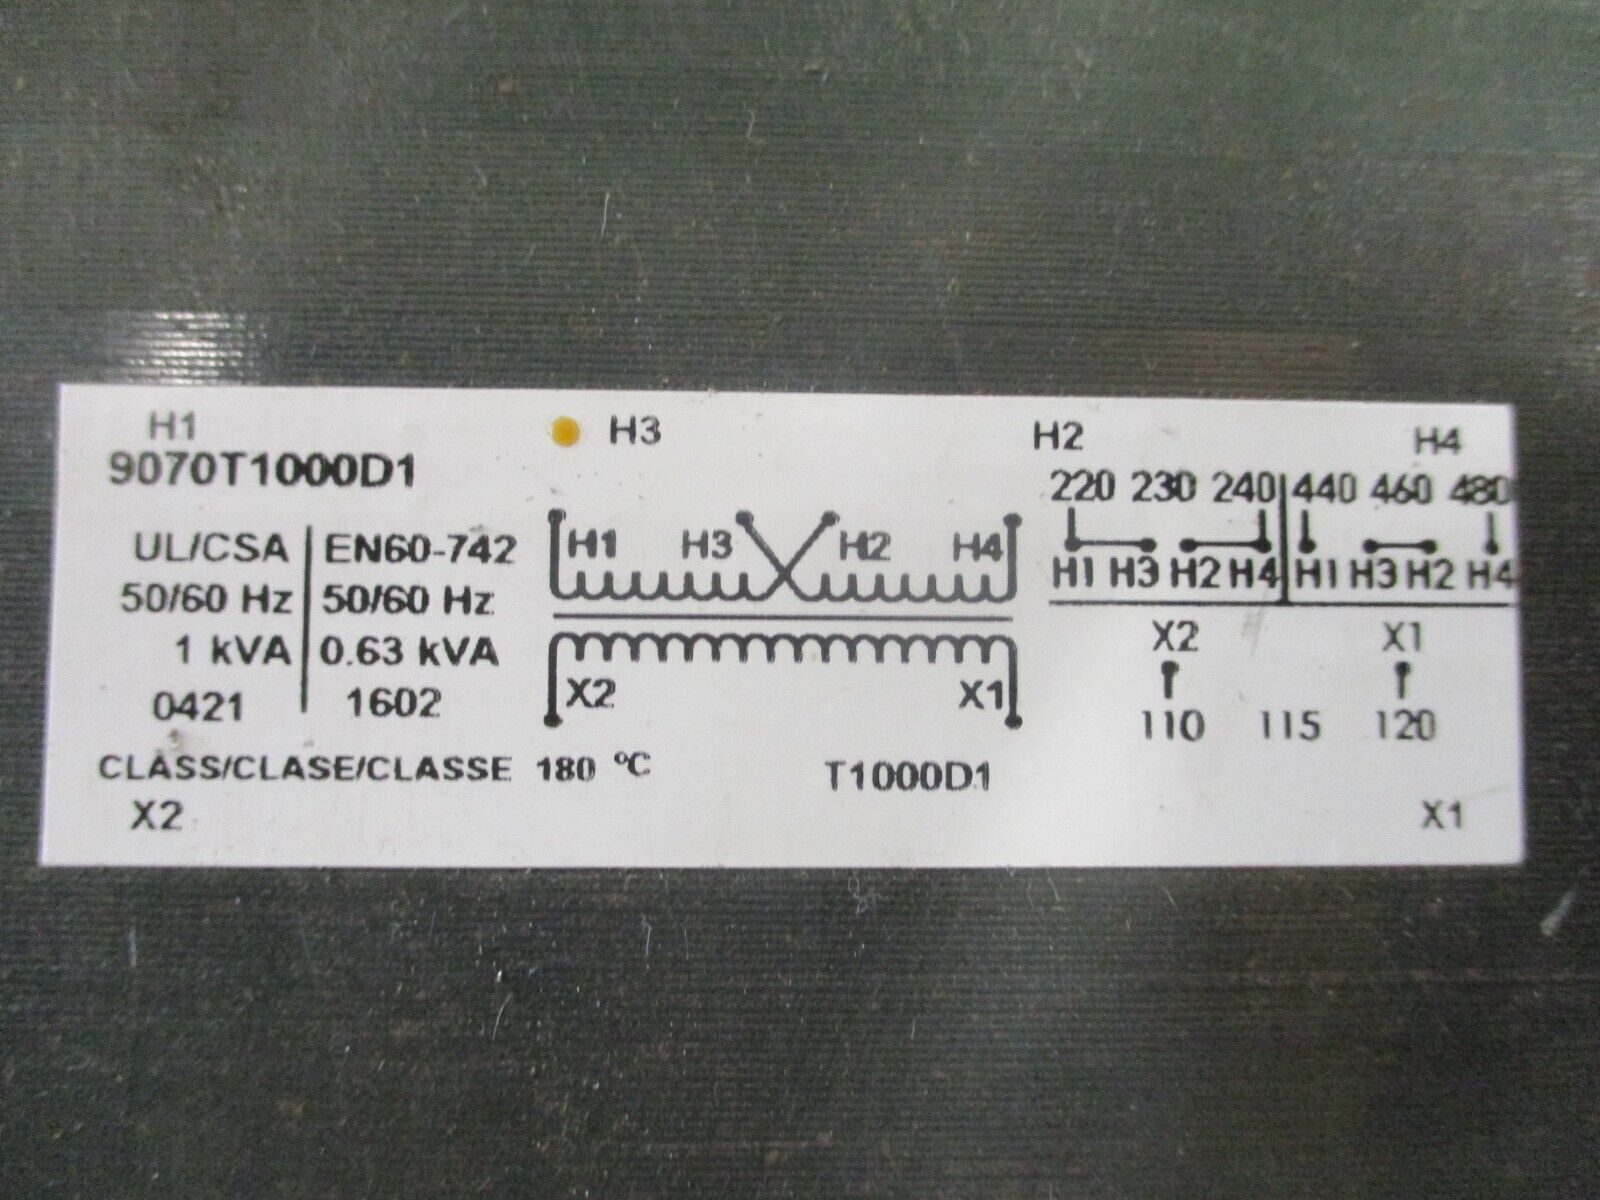 H1 H3 H2 H4
9070T1000D1
220 230 240 440 460 480
UL/CSA EN60-742
H1 H3 H2 H4
H1 H3 H2 H4 H1 H3 H2 H4
50/60 Hz 50/60 Hz
1 kVA 0.63 kVA
X2 X1
0421 1602
X2 X1
110 115 120
CLASS/CLASE/CLASSE 180 ºC T1000D1
X2 X1